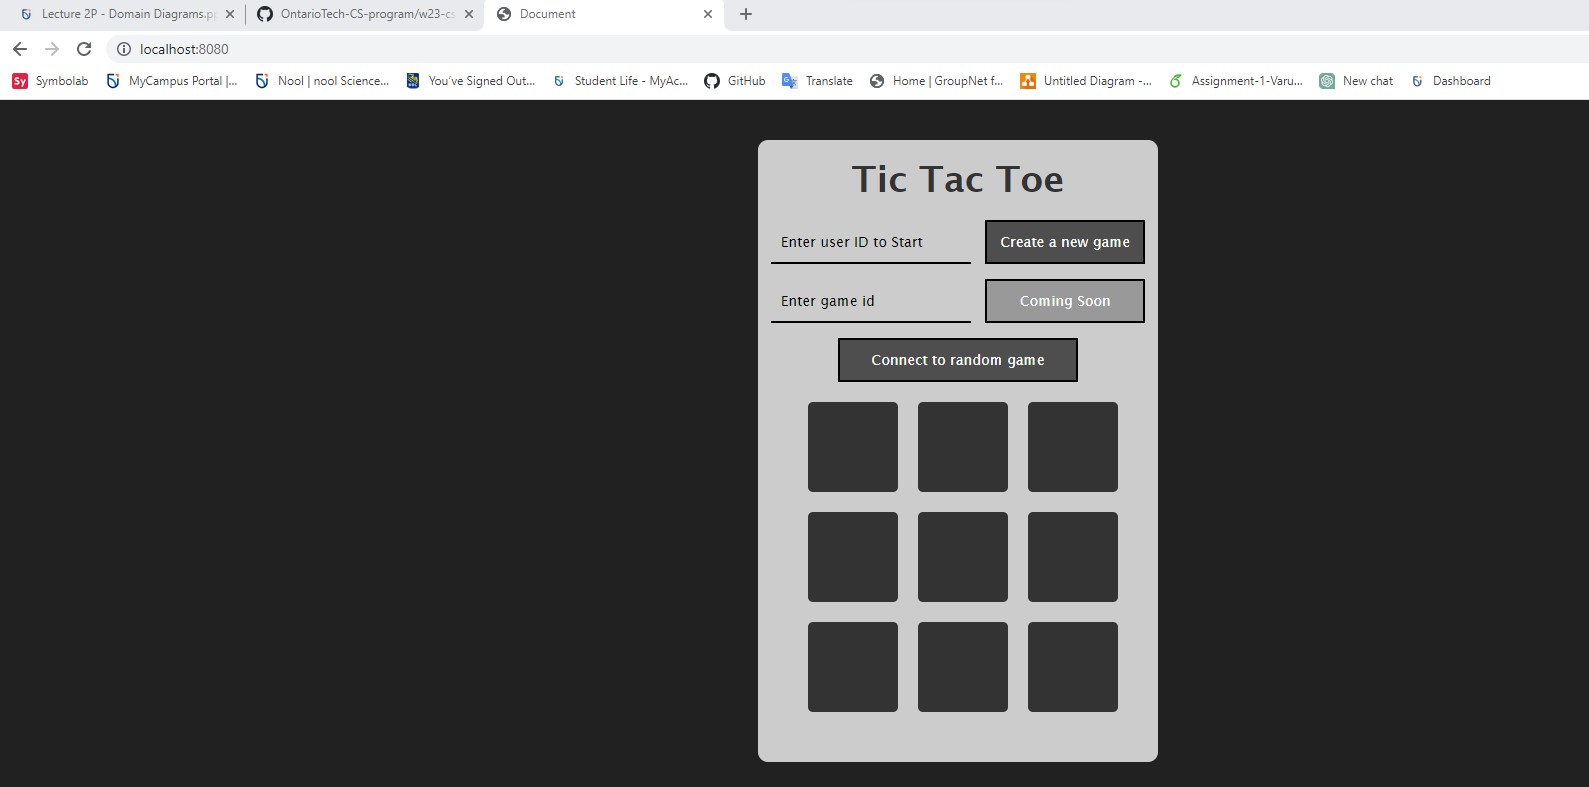 Lecture 2P - Domain Diagrams.p
OntarioTech-CS-program/w23-cs
Document
localhost:8080
Sy Symbolab
MyCampus Portal |...
Nool | nool Science...
You've Signed Out...
Student Life - MyAc...
GitHub
Translate
Home | GroupNet f...
Untitled Diagram -...
Assignment-1-Varu...
New chat
Dashboard
Tic Tac Toe
Enter user ID to Start
Create a new game
Enter game id
Coming Soon
Connect to random game